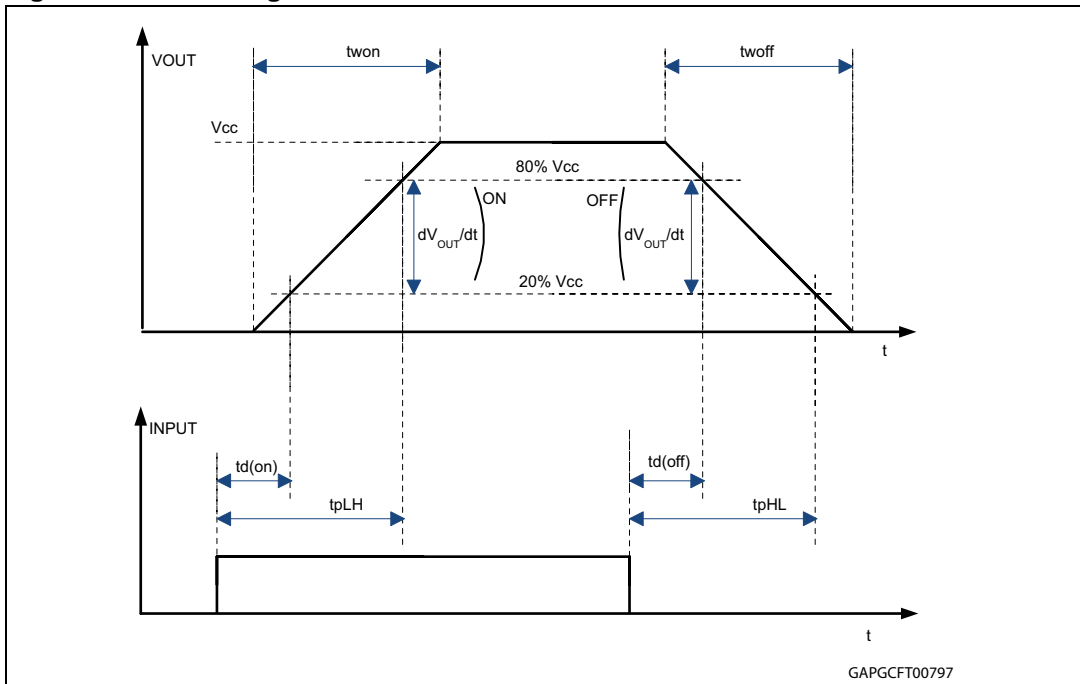 VOUT
twon
twoff
Vcc
80% Vcc
ON
OFF
dVOUT/dt
dVOUT/dt
20% Vcc
t
INPUT
td(on)
td(off)
tpLH
tpHL
t
GAPGCFT00797